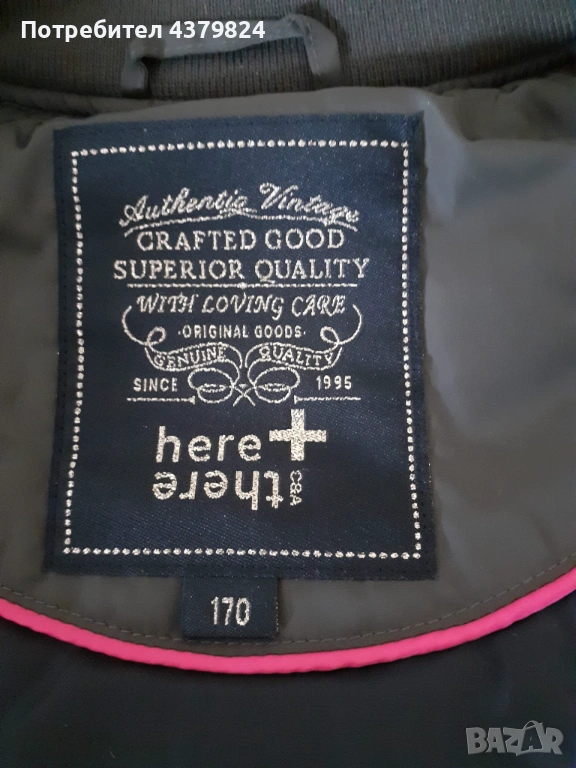 Потребител 4379824
Authentic Vintage
CRAFTED GOOD
SUPERIOR QUALITY
WITH LOVING CARE
·ORIGINAL GOODS·
GENUINE QUALITY
SINCE 1995
here +
there
C&A
170
BAZAR